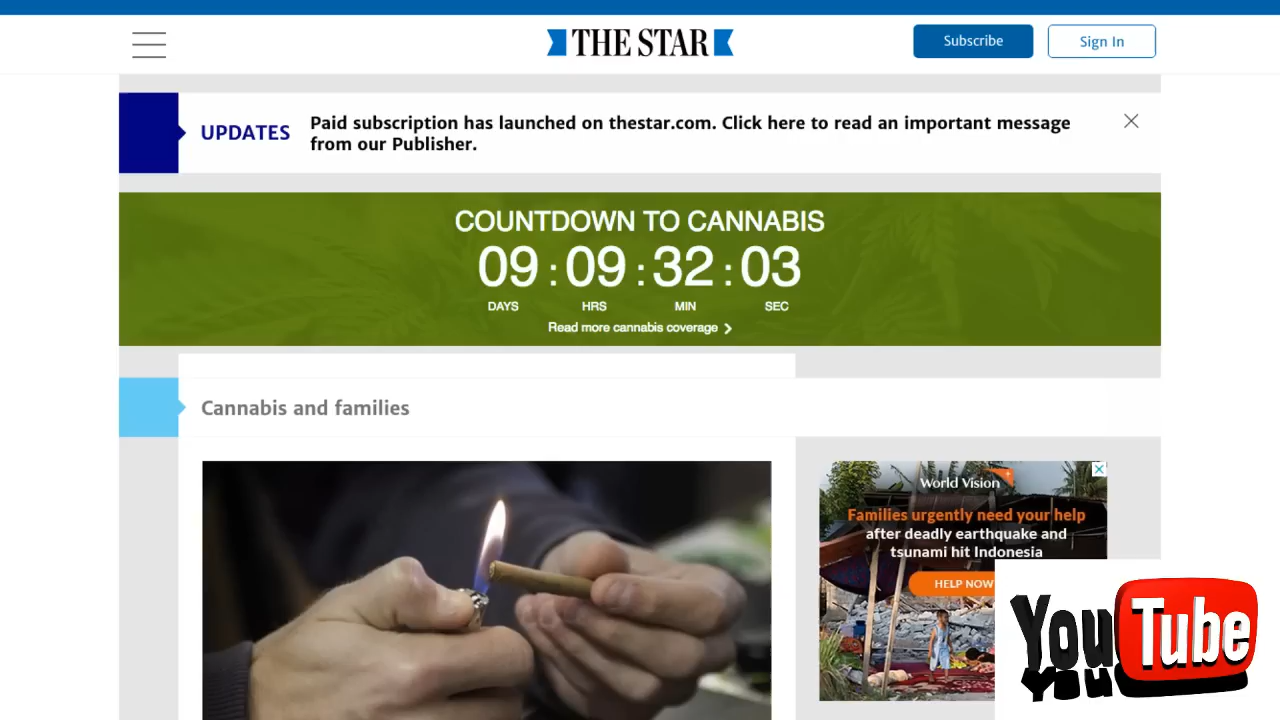 THE STAR
Subscribe
Sign In
UPDATES
Paid subscription has launched on thestar.com. Click here to read an important message
from our Publisher.
COUNTDOWN TO CANNABIS
09 : 09 : 32 : 03
DAYS HRS MIN SEC
Read more cannabis coverage
Cannabis and families
World Vision
Families urgently need your help
after deadly earthquake and
tsunami hit Indonesia
HELP NOW
YouTube
You